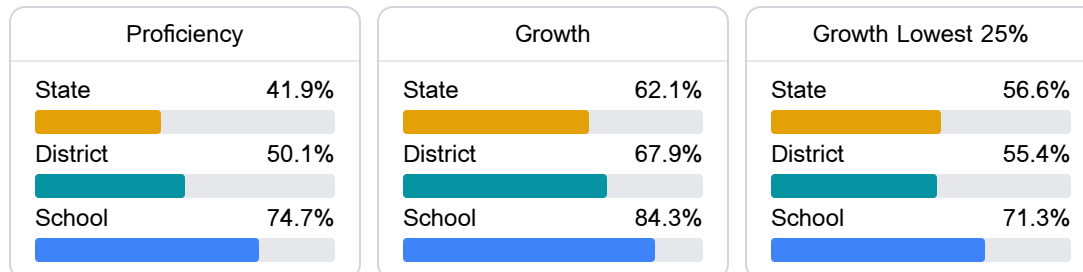 Proficiency
State 41.9%
District 50.1%
School 74.7%
Growth
State 62.1%
District 67.9%
School 84.3%
Growth Lowest 25%
State 56.6%
District 55.4%
School 71.3%